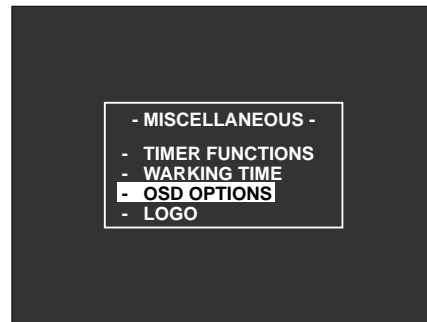 - MISCELLANEOUS -
- TIMER FUNCTIONS
- WARKING TIME
- OSD OPTIONS
- LOGO